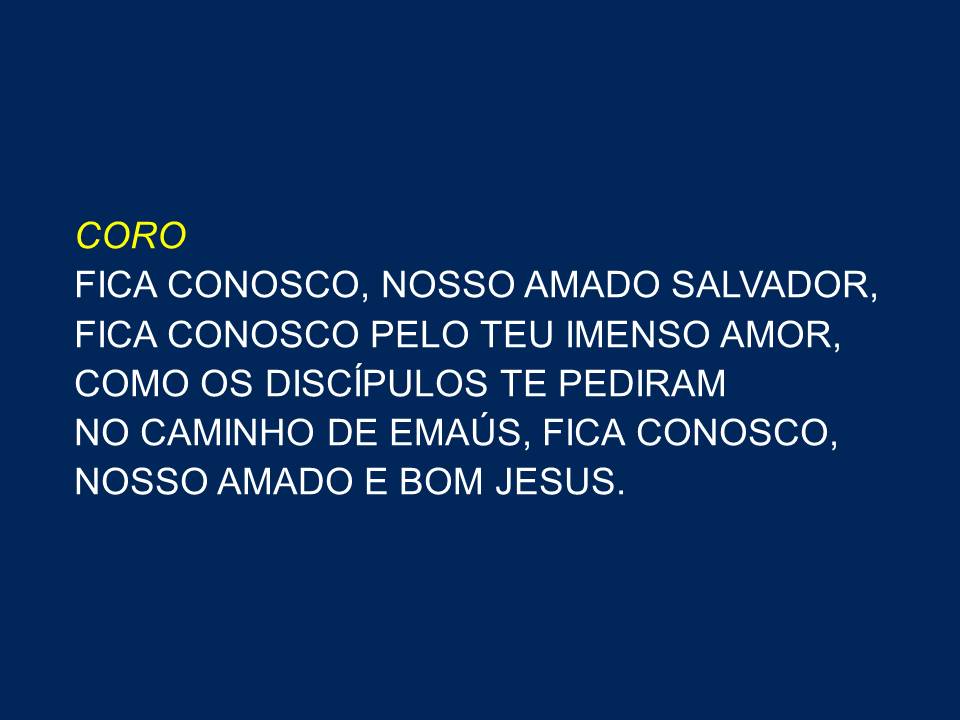 CORO
FICA CONOSCO, NOSSO AMADO SALVADOR,
FICA CONOSCO PELO TEU IMENSO AMOR,
COMO OS DISCÍPULOS TE PEDIRAM
NO CAMINHO DE EMAÚS, FICA CONOSCO,
NOSSO AMADO E BOM JESUS.